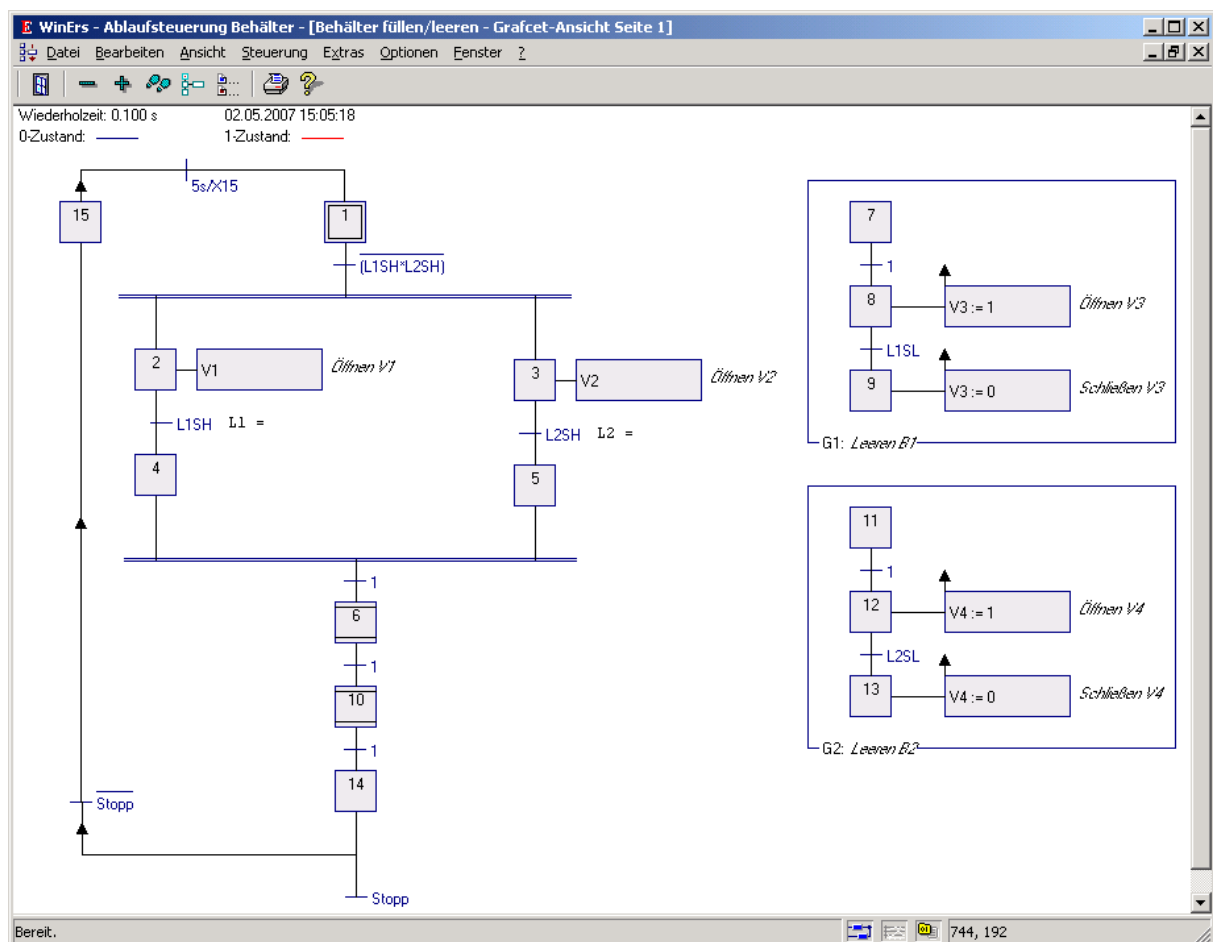 WinErs - Ablaufsteuerung Behälter - [Behälter füllen/leeren - Grafcet-Ansicht Seite 1]
Datei Bearbeiten Ansicht Steuerung Extras Optionen Fenster ?
Wiederholzeit: 0.100 s 02.05.2007 15:05:18
0-Zustand: 1-Zustand:
5s/X15
15
1
(L1SH*L2SH)
2
V1
Öffnen V1
3
V2
Öffnen V2
L1SH L1 =
L2SH L2 =
4
5
1
6
1
10
1
14
Stopp
Stopp
7
1
8
V3 := 1
Öffnen V3
L1SL
9
V3 := 0
Schließen V3
G1: Leeren B1
11
1
12
V4 := 1
Öffnen V4
L2SL
13
V4 := 0
Schließen V4
G2: Leeren B2
Bereit. 744, 192